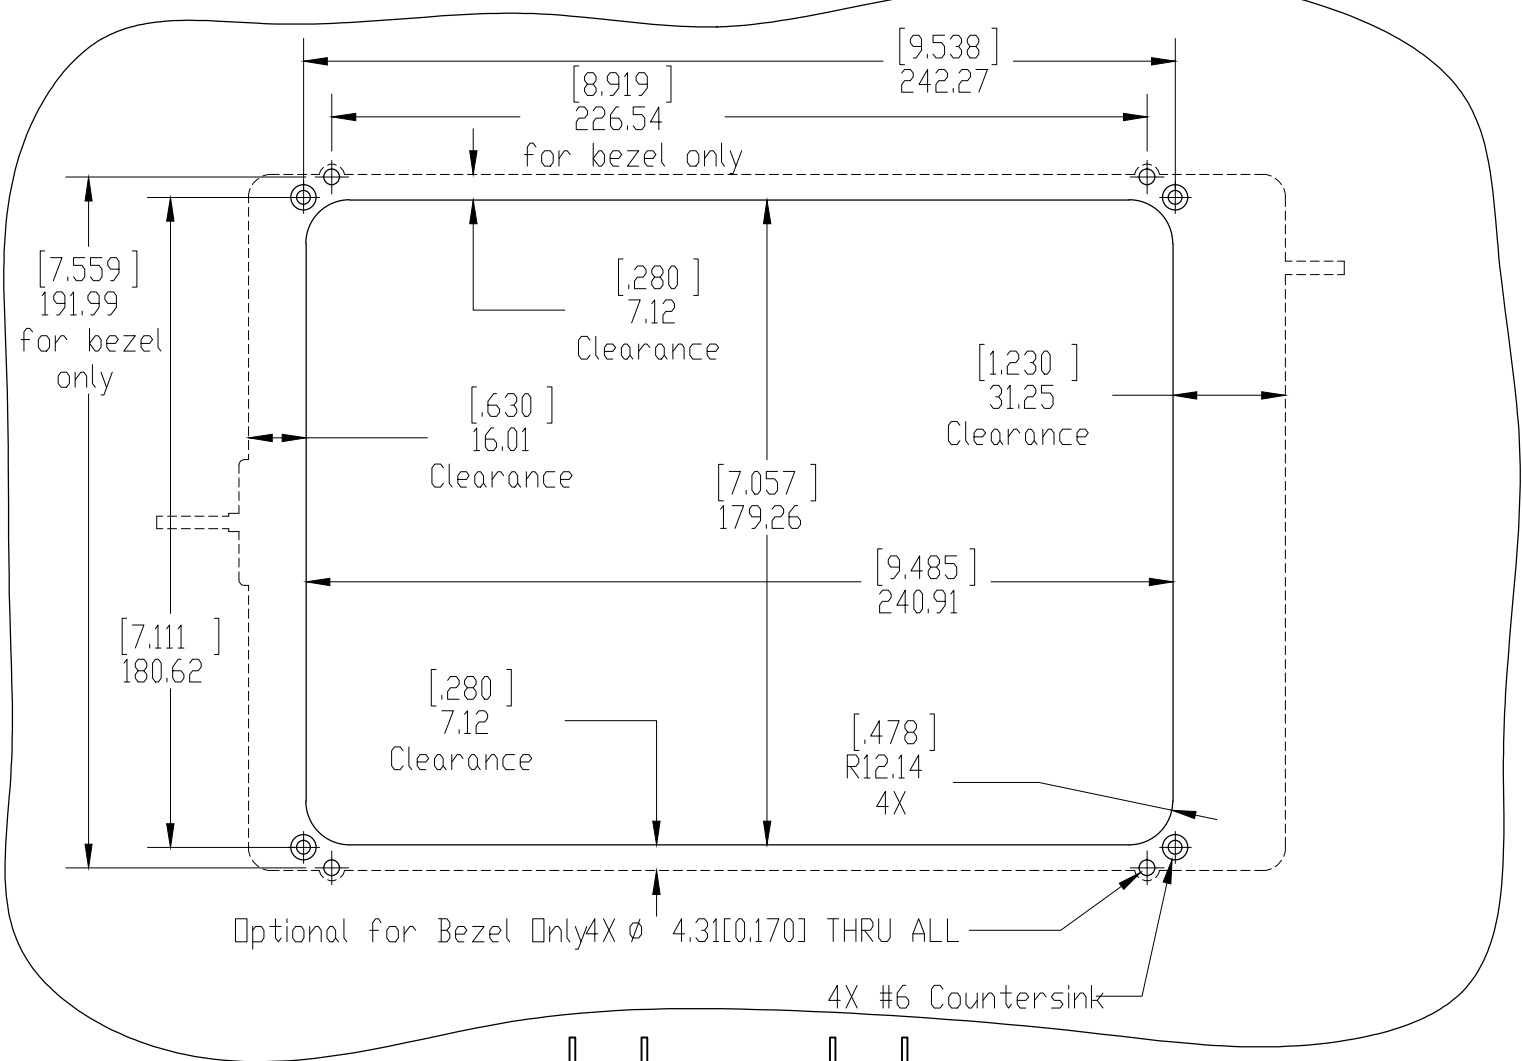 [9.538 ]
242.27
[8.919 ]
226.54
for bezel only
[7.559 ]
191.99
for bezel
only
[.280 ]
7.12
Clearance
[1.230 ]
31.25
Clearance
[.630 ]
16.01
Clearance
[7.057 ]
179.26
[9.485 ]
240.91
[7.111 ]
180.62
[.280 ]
7.12
Clearance
[.478 ]
R12.14
4X
Optional for Bezel Only4X ø 4.31[0.170] THRU ALL
4X #6 Countersink